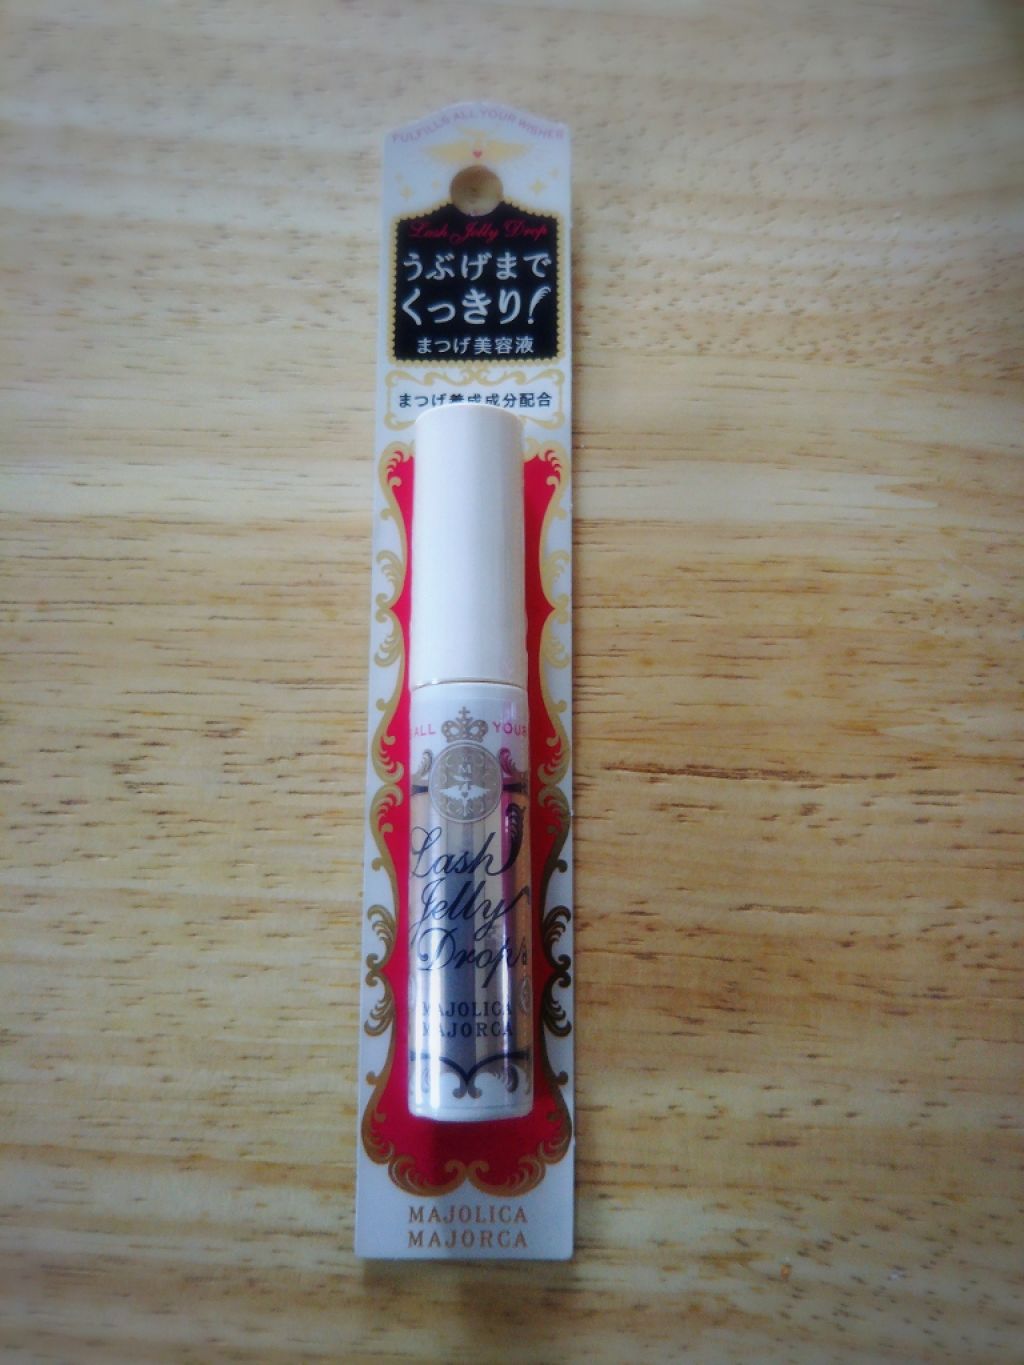 FULFILLS ALL YOUR WISHES
Lash Jelly Drop
うぶげまで
くっきり!
まつげ美容液
まつげ養成成分配合
ALL YOUR
M
Lash
Jelly
Drop
MAJOLICA
MAJORCA
MAJOLICA
MAJORCA